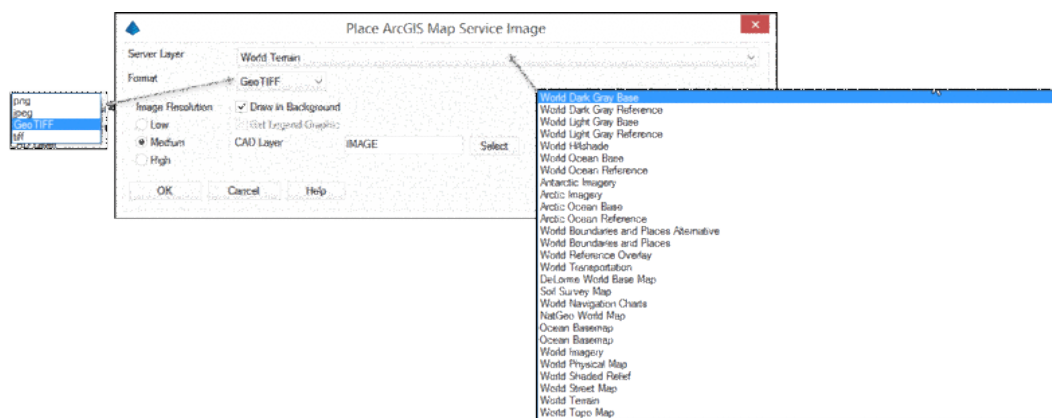 Place ArcGIS Map Service Image
Server Layer
World Terrain
Format
GeoTIFF
Image Resolution
Draw in Background
Low
Get Legend Graphic
Medium
CAD Layer
IMAGE
Select
High
OK
Cancel
Help
png
jpeg
GeoTIFF
tiff
CAD Layer
World Dark Gray Base
World Dark Gray Reference
World Light Gray Base
World Light Gray Reference
World Hillshade
World Ocean Base
World Ocean Reference
Antarctic Imagery
Arctic Imagery
Arctic Ocean Base
Arctic Ocean Reference
World Boundaries and Places Alternative
World Boundaries and Places
World Reference Overlay
World Transportation
DeLorme World Base Map
Soil Survey Map
World Navigation Charts
NatGeo World Map
Ocean Basemap
Ocean Basemap
World Imagery
World Physical Map
World Shaded Relief
World Street Map
World Terrain
World Topo Map